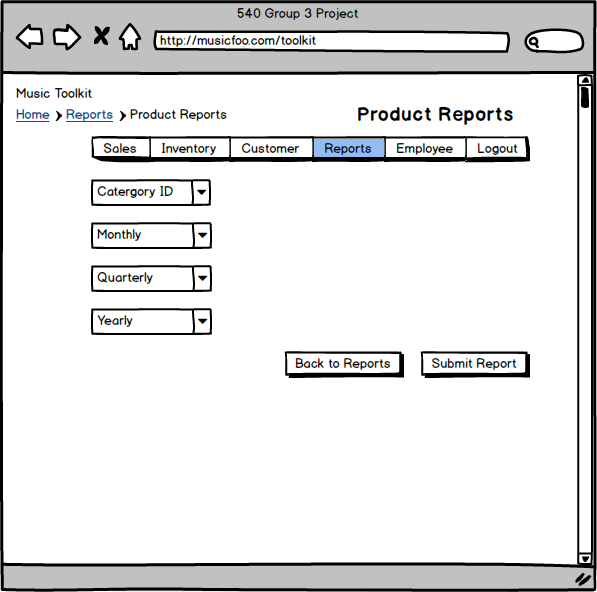 540 Group 3 Project
http://musicfoo.com/toolkit
Music Toolkit
Home > Reports > Product Reports
Product Reports
Sales Inventory Customer Reports Employee Logout
Catergory ID
Monthly
Quarterly
Yearly
Back to Reports Submit Report